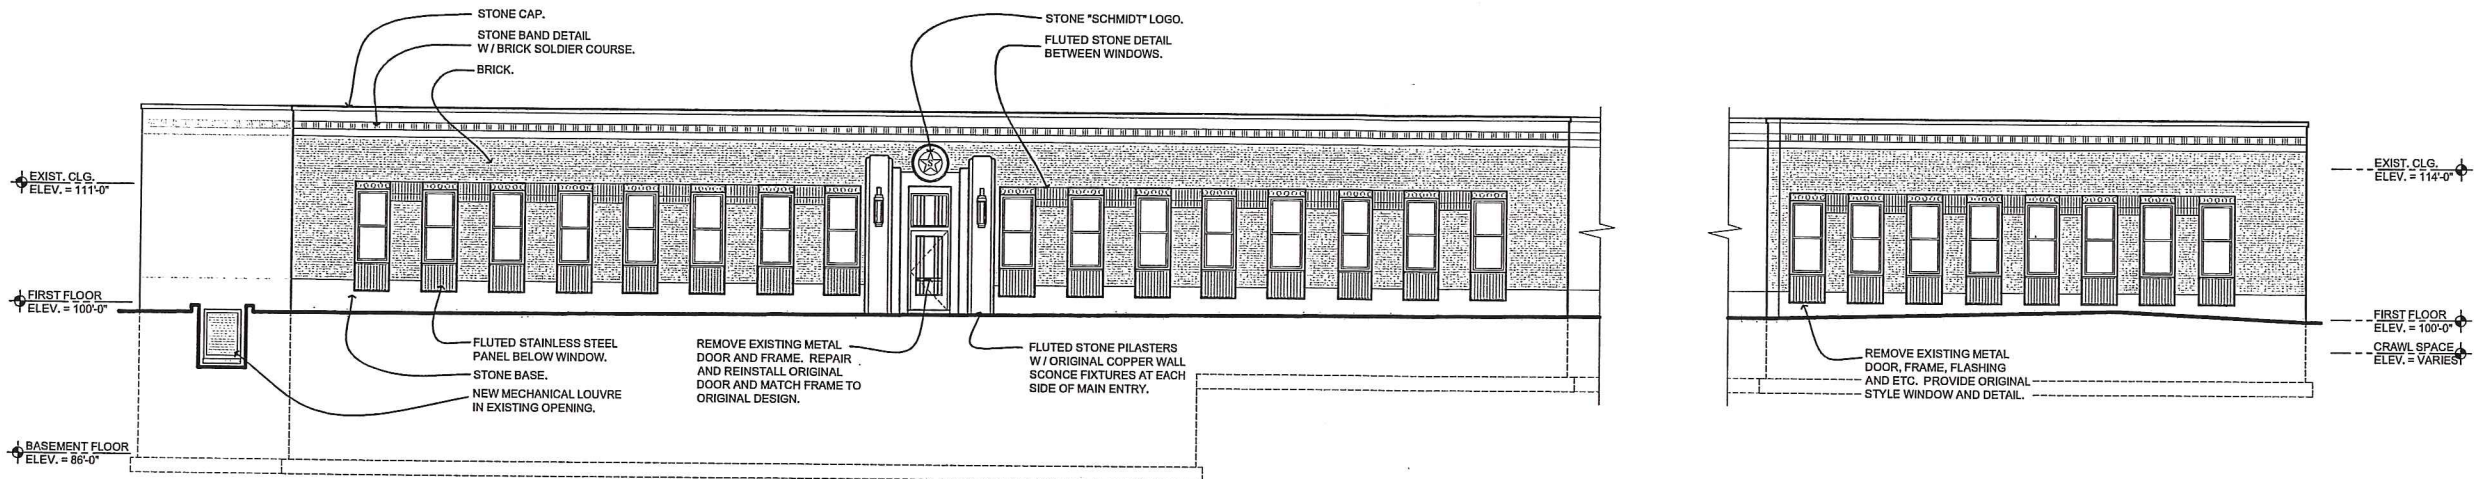 STONE CAP.
STONE BAND DETAIL
W / BRICK SOLDIER COURSE.
BRICK.
STONE "SCHMIDT" LOGO.
FLUTED STONE DETAIL
BETWEEN WINDOWS.
EXIST. CLG.
ELEV. = 111'-0"
EXIST. CLG.
ELEV. = 114'-0"
S
FIRST FLOOR
ELEV. = 100'-0"
FLUTED STAINLESS STEEL
PANEL BELOW WINDOW.
STONE BASE.
NEW MECHANICAL LOUVRE
IN EXISTING OPENING.
REMOVE EXISTING METAL
DOOR AND FRAME. REPAIR
AND REINSTALL ORIGINAL
DOOR AND MATCH FRAME TO
ORIGINAL DESIGN.
FLUTED STONE PILASTERS
W / ORIGINAL COPPER WALL
SCONCE FIXTURES AT EACH
SIDE OF MAIN ENTRY.
REMOVE EXISTING METAL
DOOR, FRAME, FLASHING
AND ETC. PROVIDE ORIGINAL
STYLE WINDOW AND DETAIL.
FIRST FLOOR
ELEV. = 100'-0"
CRAWL SPACE
ELEV. = VARIES
BASEMENT FLOOR
ELEV. = 86'-0"